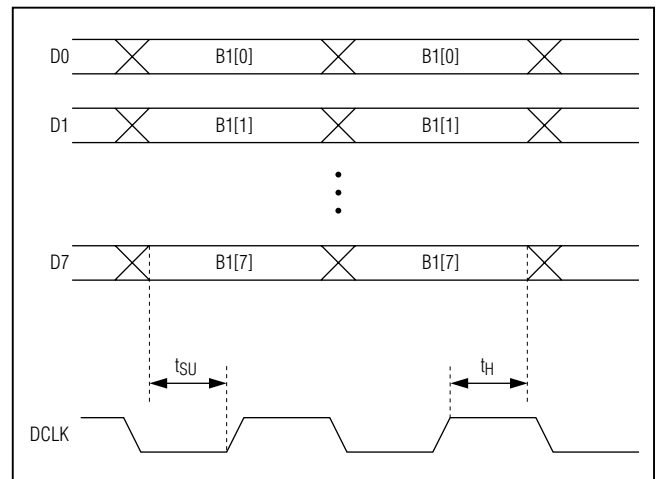 D0 B1[0] B1[0]
D1 B1[1] B1[1]
D7 B1[7] B1[7]
tSU tH
DCLK